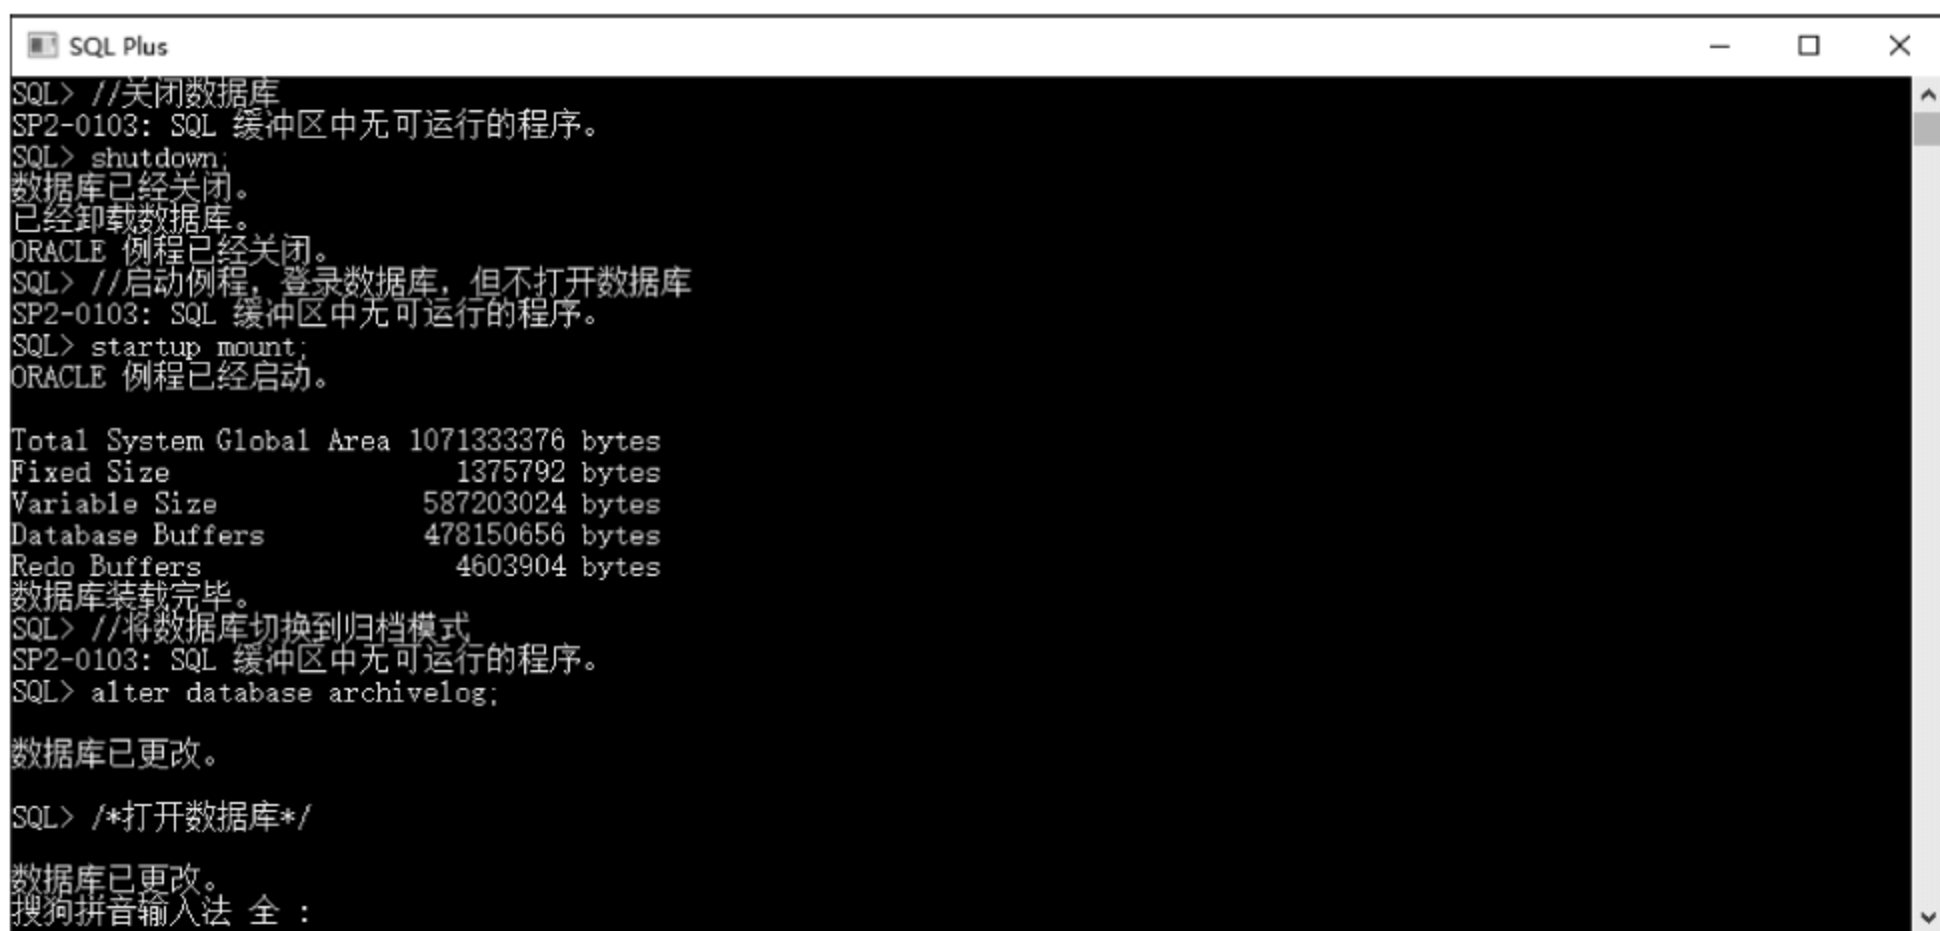 SQL Plus
SQL> //关闭数据库
SP2-0103: SQL 缓冲区中无可运行的程序。
SQL> shutdown;
数据库已经关闭。
已经卸载数据库。
ORACLE 例程已经关闭。
SQL> //启动例程，登录数据库，但不打开数据库
SP2-0103: SQL 缓冲区中无可运行的程序。
SQL> startup mount;
ORACLE 例程已经启动。
Total System Global Area 1071333376 bytes
Fixed Size 1375792 bytes
Variable Size 587203024 bytes
Database Buffers 478150656 bytes
Redo Buffers 4603904 bytes
数据库装载完毕。
SQL> //将数据库切换到归档模式
SP2-0103: SQL 缓冲区中无可运行的程序。
SQL> alter database archivelog;
数据库已更改。
SQL> /*打开数据库*/
数据库已更改。
搜狗拼音输入法 全 :